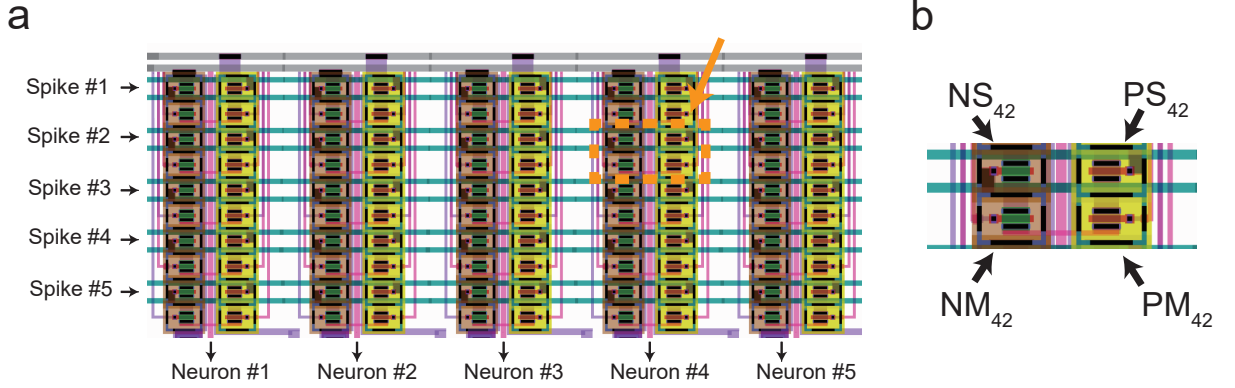 a
b
Spike #1
Spike #2
Spike #3
Spike #4
Spike #5
Neuron #1
Neuron #2
Neuron #3
Neuron #4
Neuron #5
NS42
PS42
NM42
PM42